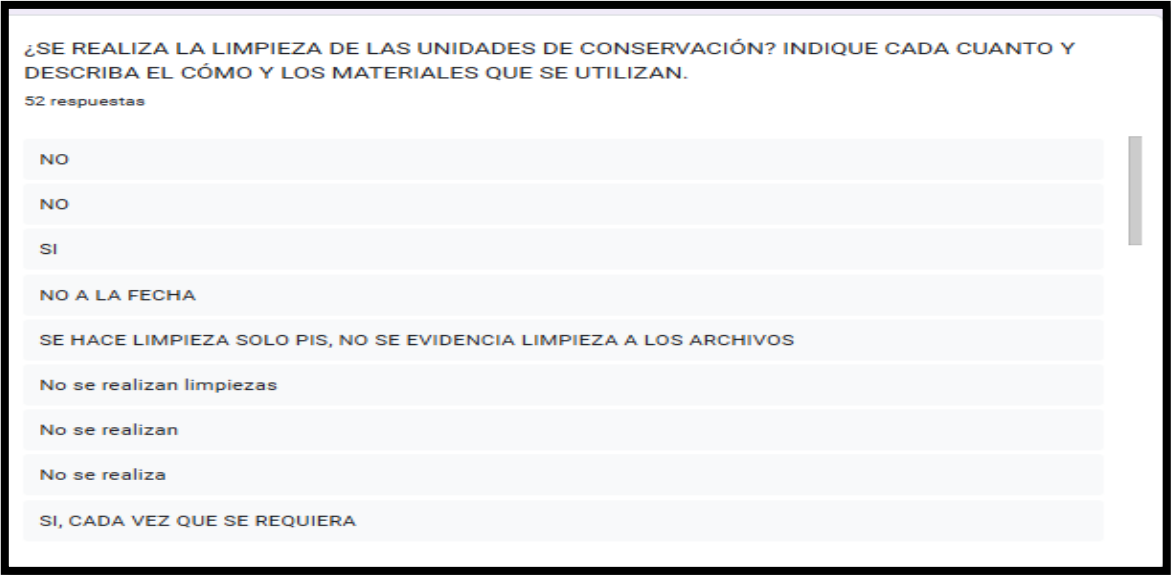 ¿SE REALIZA LA LIMPIEZA DE LAS UNIDADES DE CONSERVACIÓN? INDIQUE CADA CUANTO Y
DESCRIBA EL CÓMO Y LOS MATERIALES QUE SE UTILIZAN.
52 respuestas
NO
NO
SI
NO A LA FECHA
SE HACE LIMPIEZA SOLO PIS, NO SE EVIDENCIA LIMPIEZA A LOS ARCHIVOS
No se realizan limpiezas
No se realizan
No se realiza
SI, CADA VEZ QUE SE REQUIERA